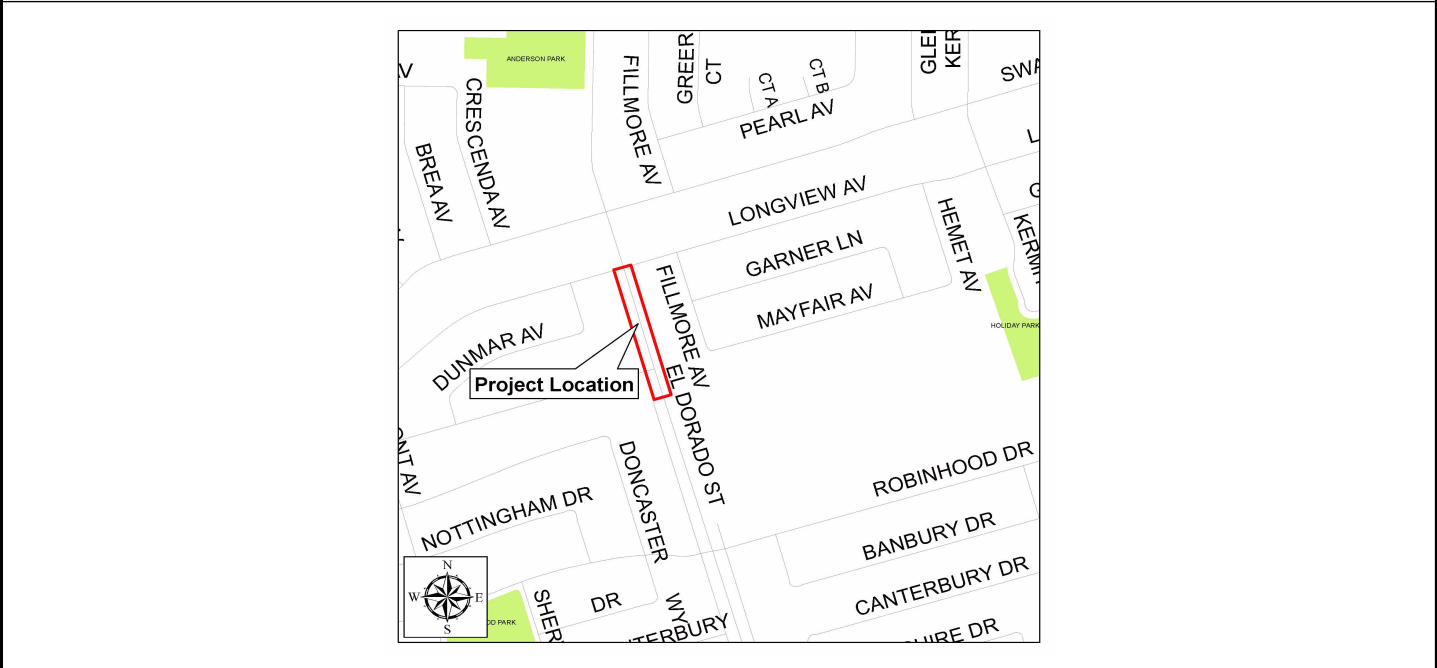 ANDERSON PARK
FILLMORE AV
GREER
CT
CT A
CT B
PEARL AV
CRESCENDA AV
BREA AV
LONGVIEW AV
GARNER LN
HEMET AV
MAYFAIR AV
HOLIDAY PARK
FILLMORE AV
DUNMAR AV
Project Location
EL DORADO ST
DONCASTER
NOTTINGHAM DR
ROBINHOOD DR
BANBURY DR
CANTERBURY DR
DR
N
W
E
S